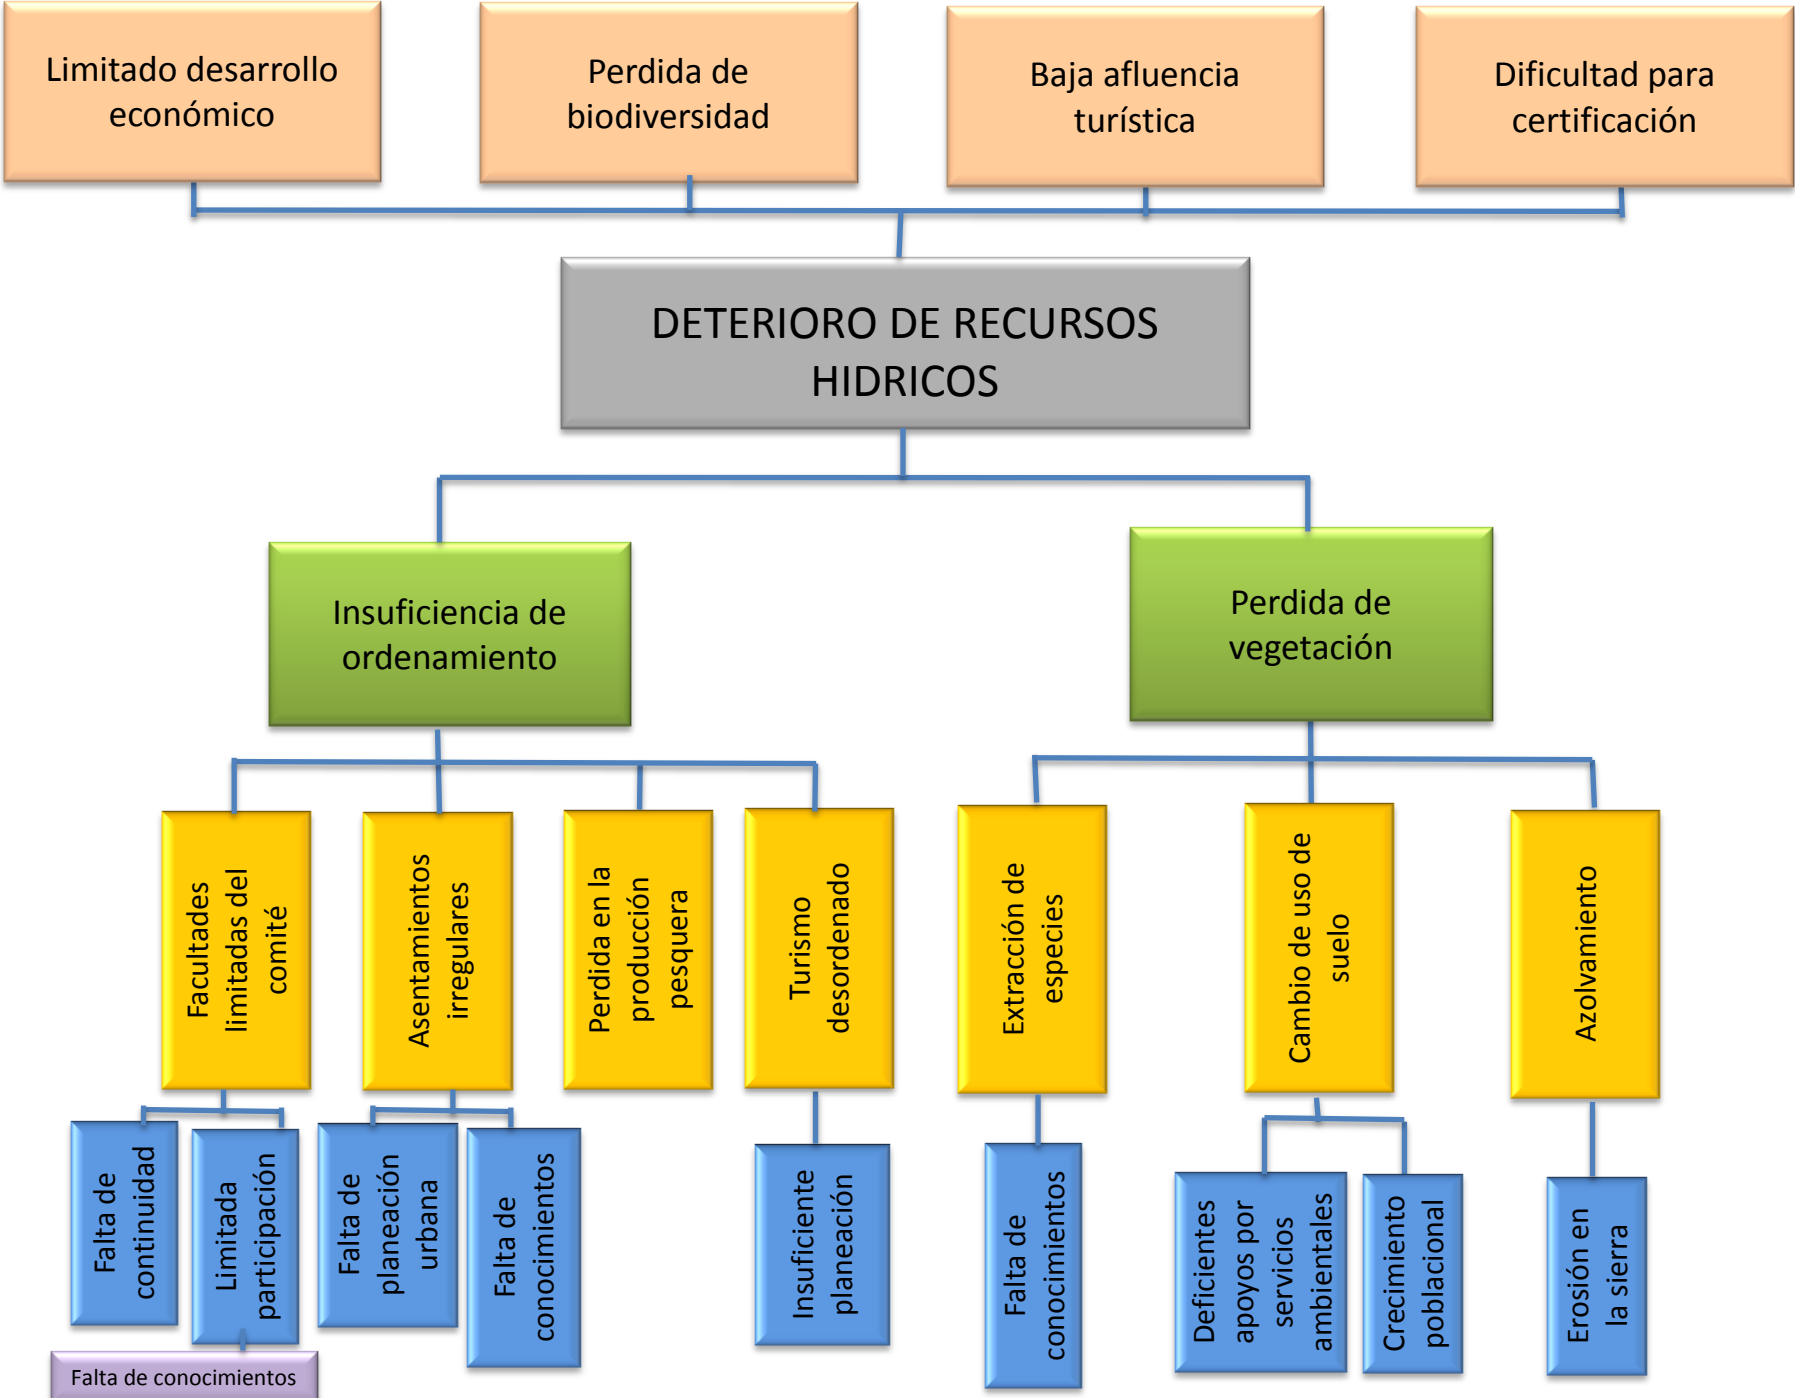 Limitado desarrollo
económico
Perdida de
biodiversidad
Baja afluencia
turística
Dificultad para
certificación
DETERIORO DE RECURSOS
HIDRICOS
Insuficiencia de
ordenamiento
Perdida de
vegetación
Facultades
limitadas del
comité
Asentamientos
irregulares
Perdida en la
producción
pesquera
Turismo
desordenado
Extracción de
especies
Cambio de uso de
suelo
Azolvamiento
Falta de
continuidad
Limitada
participación
Falta de
planeación
urbana
Falta de
conocimientos
Insuficiente
planeación
Falta de
conocimientos
Deficientes
apoyos por
servicios
ambientales
Crecimiento
poblacional
Erosión en
la sierra
Falta de conocimientos